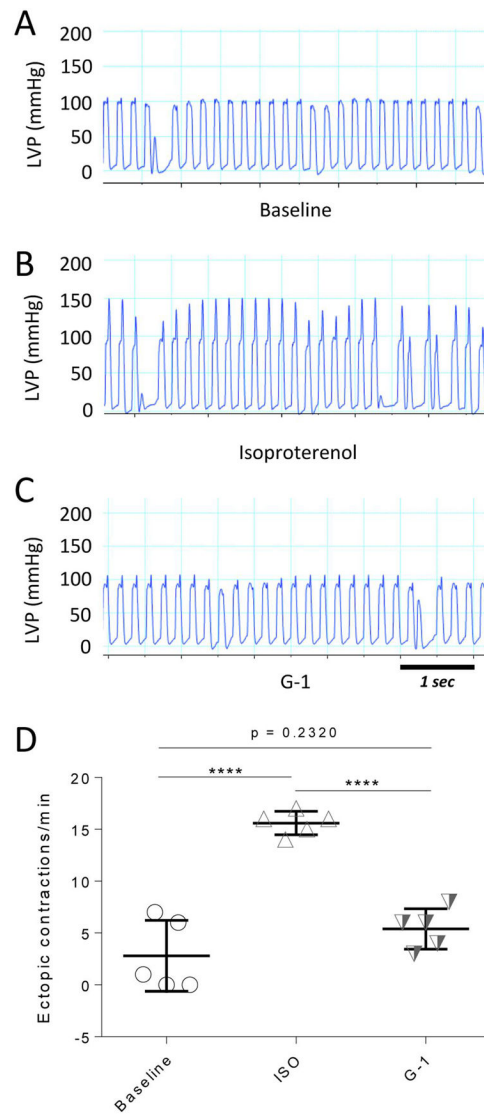 A
200
150
100
50
0
LVP (mmHg)
Baseline
B
200
150
100
50
0
LVP (mmHg)
Isoproterenol
C
200
150
100
50
0
LVP (mmHg)
G-1
1 sec
D
p = 0.2320
****
****
20
15
10
5
0
-5
Ectopic contractions/min
Baseline
ISO
G-1